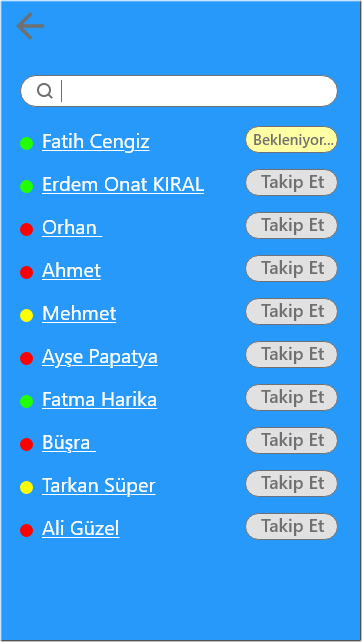 Fatih Cengiz Bekleniyor...
Erdem Onat KIRAL Takip Et
Orhan Takip Et
Ahmet Takip Et
Mehmet Takip Et
Ayşe Papatya Takip Et
Fatma Harika Takip Et
Büşra Takip Et
Tarkan Süper Takip Et
Ali Güzel Takip Et